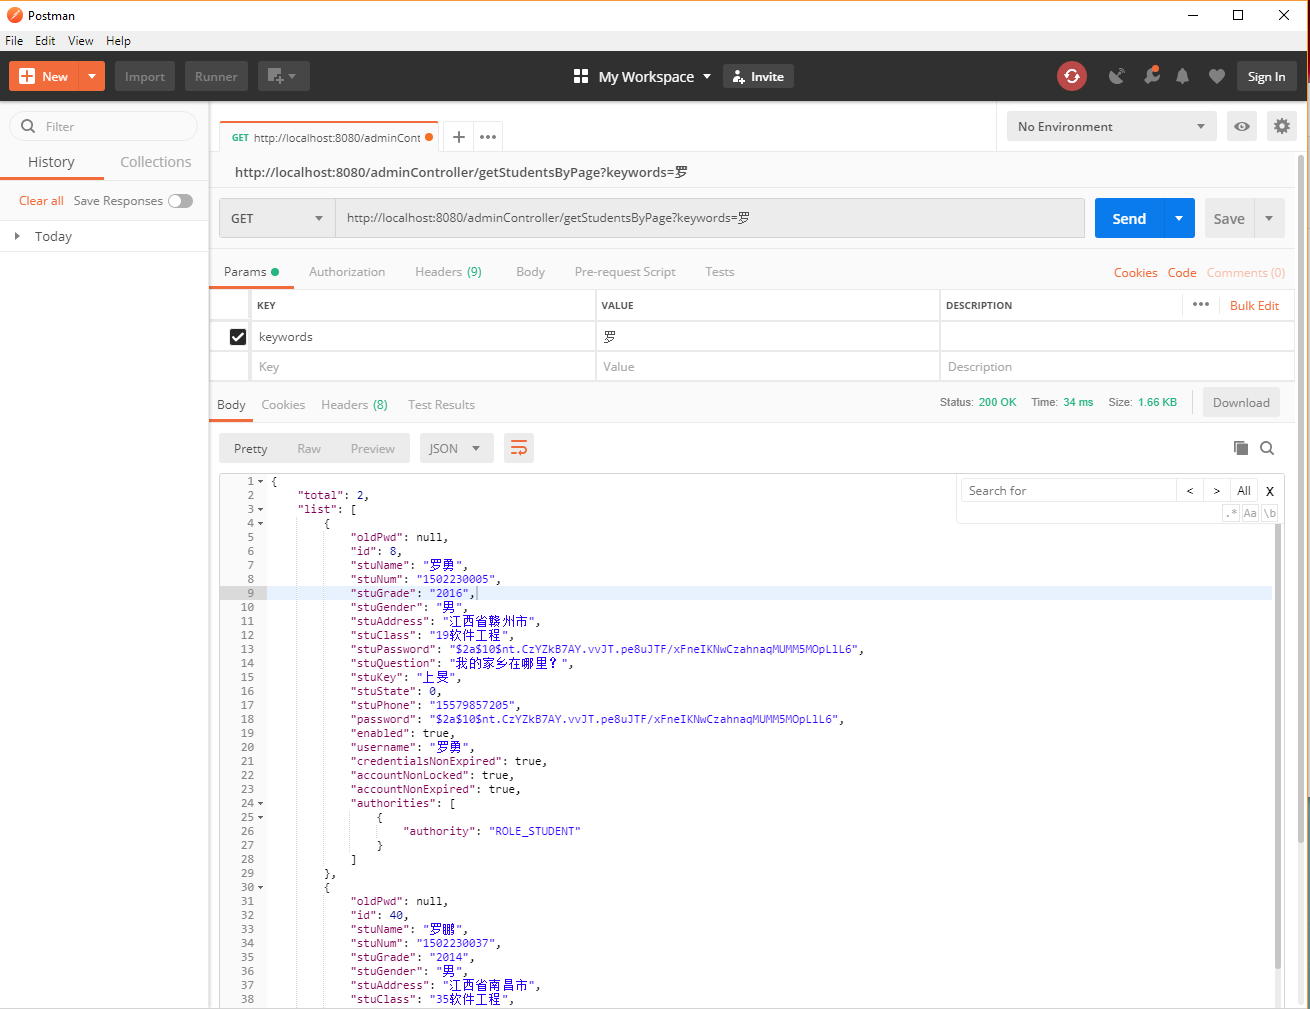 Postman
File Edit View Help
New Import Runner My Workspace Invite Sign In
Filter
History Collections
Clear all Save Responses
Today
GET http://localhost:8080/adminCont + ••• No Environment
http://localhost:8080/adminController/getStudentsByPage?keywords=罗
GET http://localhost:8080/adminController/getStudentsByPage?keywords=罗 Send Save
Params Authorization Headers (9) Body Pre-request Script Tests Cookies Code Comments (0)
KEY VALUE DESCRIPTION ••• Bulk Edit
keywords 罗
Key Value Description
Body Cookies Headers (8) Test Results Status: 200 OK Time: 34 ms Size: 1.66 KB Download
Pretty Raw Preview JSON
Search for < > All X
.* Aa \b
1 {
2 "total": 2,
3 "list": [
4 {
5 "oldPwd": null,
6 "id": 8,
7 "stuName": "罗勇",
8 "stuNum": "1502230005",
9 "stuGrade": "2016",
10 "stuGender": "男",
11 "stuAddress": "江西省赣州市",
12 "stuClass": "19软件工程",
13 "stuPassword": "$2a$10$nt.CzYZkB7AY.vvJT.pe8uJTF/xFneIKNwCzahnaqMUMM5MOpLlL6",
14 "stuQuestion": "我的家乡在哪里？",
15 "stuKey": "上旻",
16 "stuState": 0,
17 "stuPhone": "15579857205",
18 "password": "$2a$10$nt.CzYZkB7AY.vvJT.pe8uJTF/xFneIKNwCzahnaqMUMM5MOpLlL6",
19 "enabled": true,
20 "username": "罗勇",
21 "credentialsNonExpired": true,
22 "accountNonLocked": true,
23 "accountNonExpired": true,
24 "authorities": [
25 {
26 "authority": "ROLE_STUDENT"
27 }
28 ]
29 },
30 {
31 "oldPwd": null,
32 "id": 40,
33 "stuName": "罗鹏",
34 "stuNum": "1502230037",
35 "stuGrade": "2014",
36 "stuGender": "男",
37 "stuAddress": "江西省南昌市",
38 "stuClass": "35软件工程",